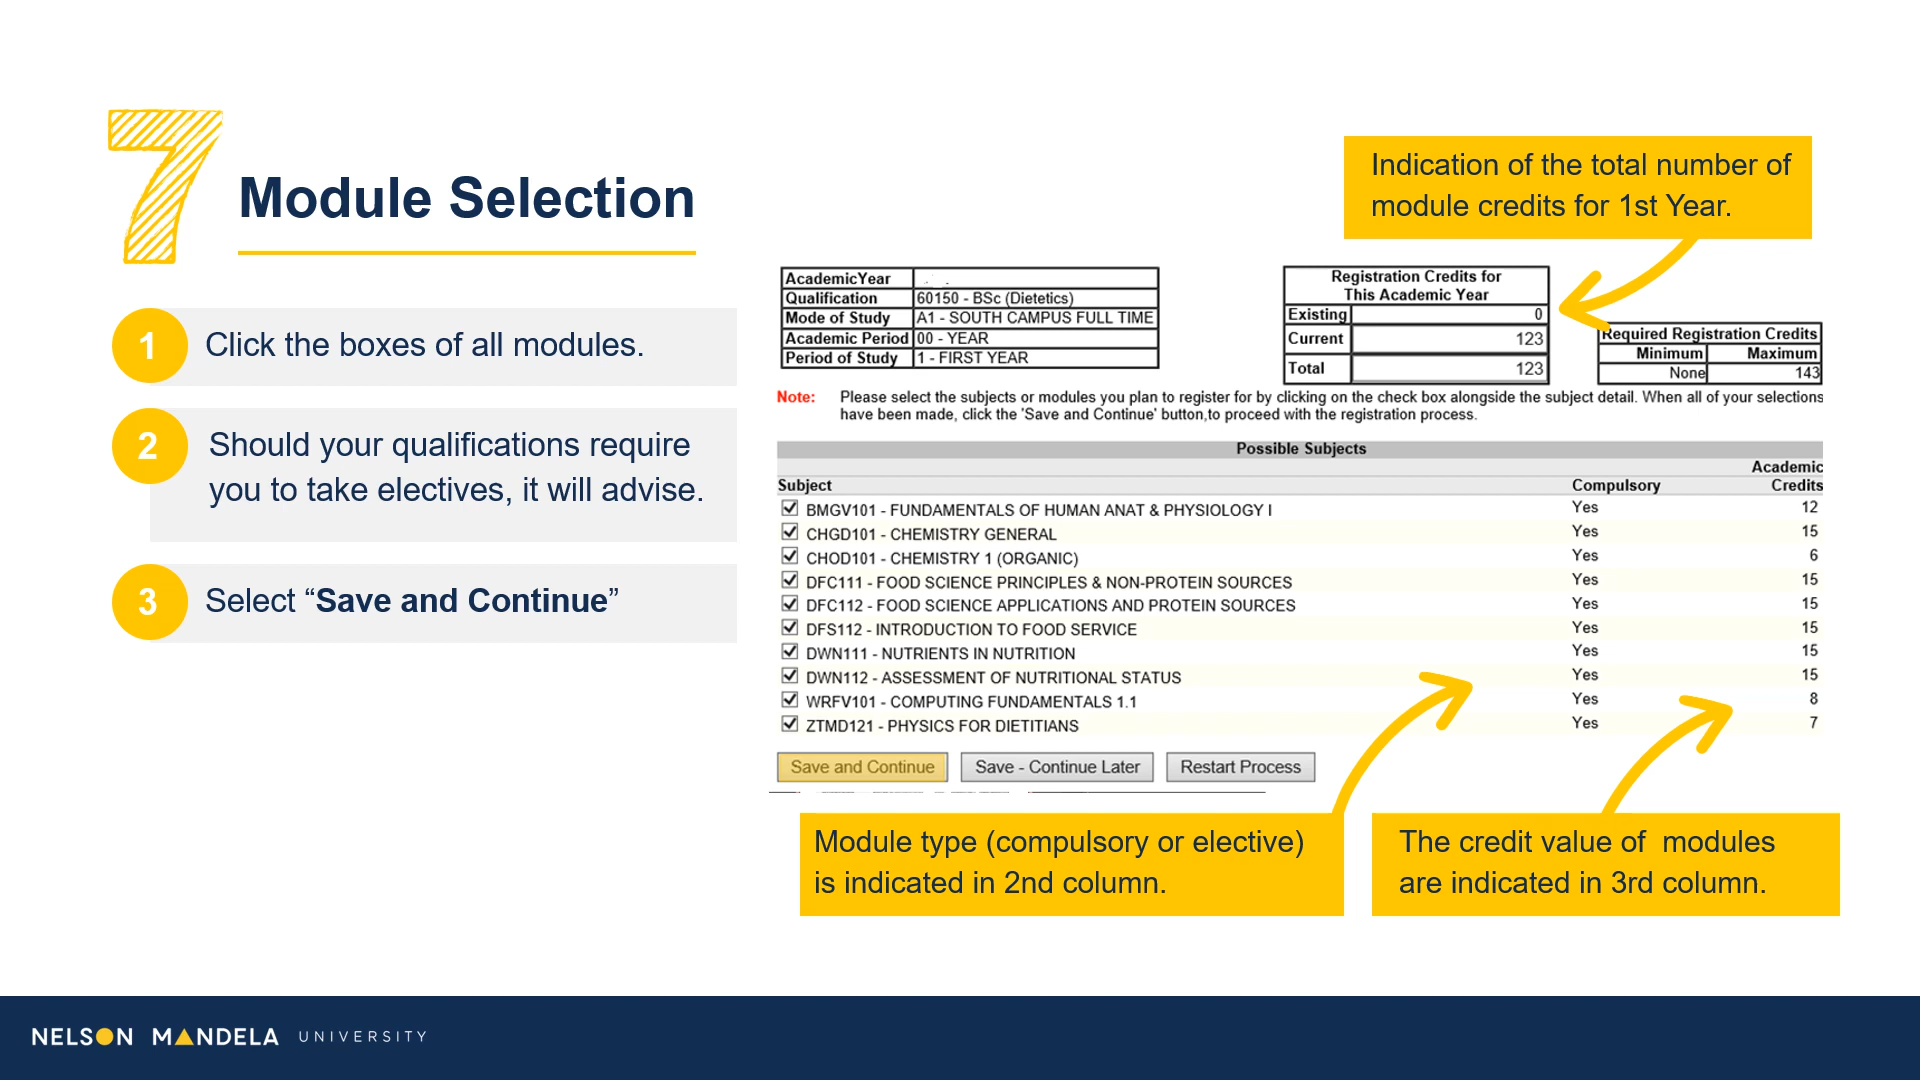 7
Module Selection
1
Click the boxes of all modules.
2
Should your qualifications require
you to take electives, it will advise.
3
Select “Save and Continue”
Indication of the total number of
module credits for 1st Year.
AcademicYear
Qualification 60150 - BSc (Dietetics)
Mode of Study A1 - SOUTH CAMPUS FULL TIME
Academic Period 00 - YEAR
Period of Study 1 - FIRST YEAR
Registration Credits for
This Academic Year
Existing 0
Current 123
Total 123
Required Registration Credits
Minimum Maximum
None 143
Note: Please select the subjects or modules you plan to register for by clicking on the check box alongside the subject detail. When all of your selections
have been made, click the 'Save and Continue' button,to proceed with the registration process.
Possible Subjects
Subject Compulsory Academic
Credits
BMGV101 - FUNDAMENTALS OF HUMAN ANAT & PHYSIOLOGY I Yes 12
CHGD101 - CHEMISTRY GENERAL Yes 15
CHOD101 - CHEMISTRY 1 (ORGANIC) Yes 6
DFC111 - FOOD SCIENCE PRINCIPLES & NON-PROTEIN SOURCES Yes 15
DFC112 - FOOD SCIENCE APPLICATIONS AND PROTEIN SOURCES Yes 15
DFS112 - INTRODUCTION TO FOOD SERVICE Yes 15
DWN111 - NUTRIENTS IN NUTRITION Yes 15
DWN112 - ASSESSMENT OF NUTRITIONAL STATUS Yes 15
WRFV101 - COMPUTING FUNDAMENTALS 1.1 Yes 8
ZTMD121 - PHYSICS FOR DIETITIANS Yes 7
Save and Continue Save - Continue Later Restart Process
Module type (compulsory or elective)
is indicated in 2nd column.
The credit value of modules
are indicated in 3rd column.
NELSON MANDELA UNIVERSITY